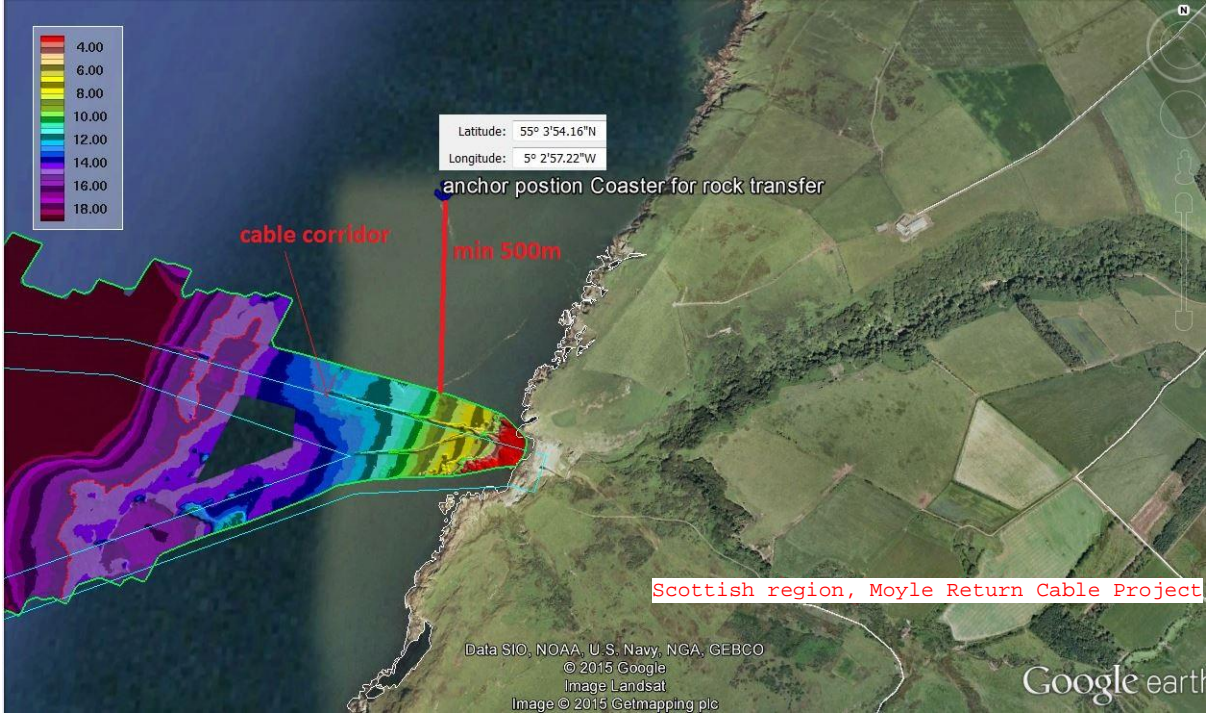 N
4.00
6.00
8.00
10.00
12.00
14.00
16.00
18.00
Latitude: 55° 3'54.16"N
Longitude: 5° 2'57.22"W
anchor postion Coaster for rock transfer
cable corridor
min 500m
Scottish region, Moyle Return Cable Project
Data SIO, NOAA, U.S. Navy, NGA, GEBCO
© 2015 Google
Image Landsat
Image © 2015 Getmapping plc
Google earth